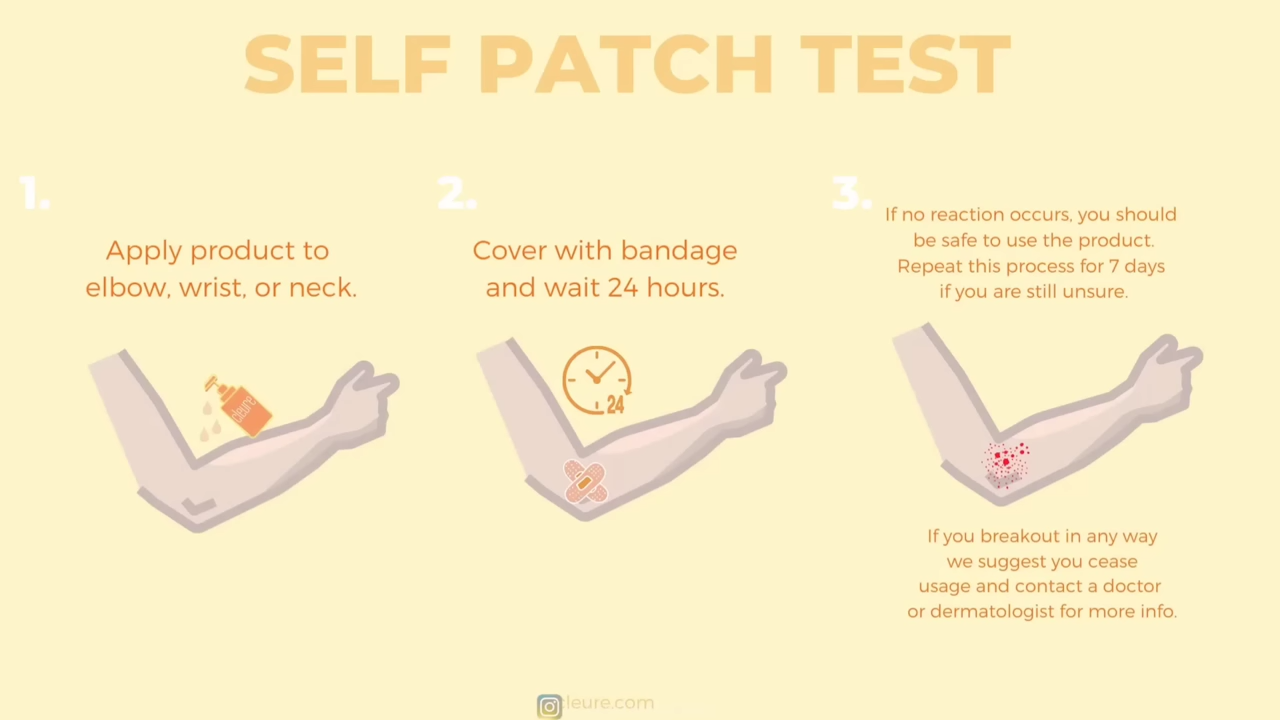 SELF PATCH TEST
1.
Apply product to
elbow, wrist, or neck.
cleure
2.
Cover with bandage
and wait 24 hours.
24
3.
If no reaction occurs, you should
be safe to use the product.
Repeat this process for 7 days
if you are still unsure.
If you breakout in any way
we suggest you cease
usage and contact a doctor
or dermatologist for more info.
cleure.com